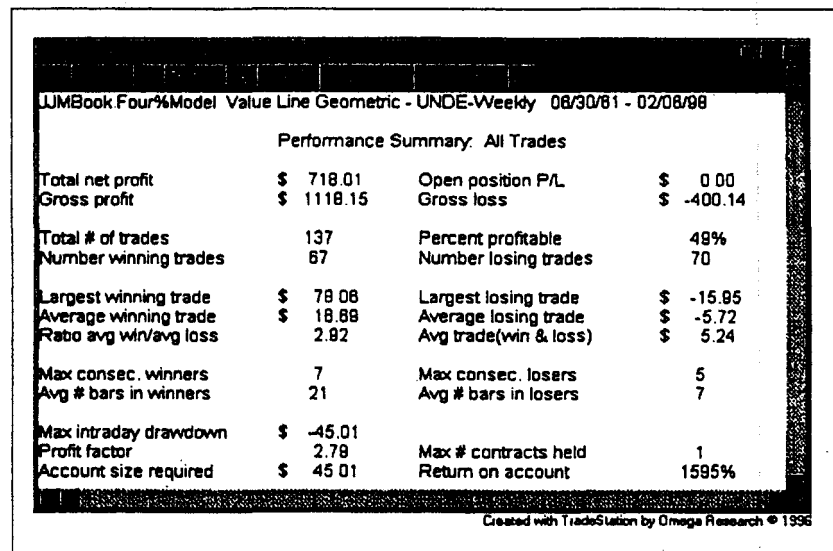 JJMBook.Four%Model Value Line Geometric - UNDE-Weekly 06/30/61 - 02/06/98
Performance Summary: All Trades
Total net profit $ 718.01 Open position P/L $ 0.00
Gross profit $ 1118.15 Gross loss $ -400.14
Total # of trades 137 Percent profitable 49%
Number winning trades 67 Number losing trades 70
Largest winning trade $ 78.06 Largest losing trade $ -15.95
Average winning trade $ 16.69 Average losing trade $ -5.72
Ratio avg win/avg loss 2.92 Avg trade(win & loss) $ 5.24
Max consec. winners 7 Max consec. losers 5
Avg # bars in winners 21 Avg # bars in losers 7
Max intraday drawdown $ -45.01
Profit factor 2.79 Max # contracts held 1
Account size required $ 45.01 Return on account 1595%
Created with TradeStation by Omega Research © 1996